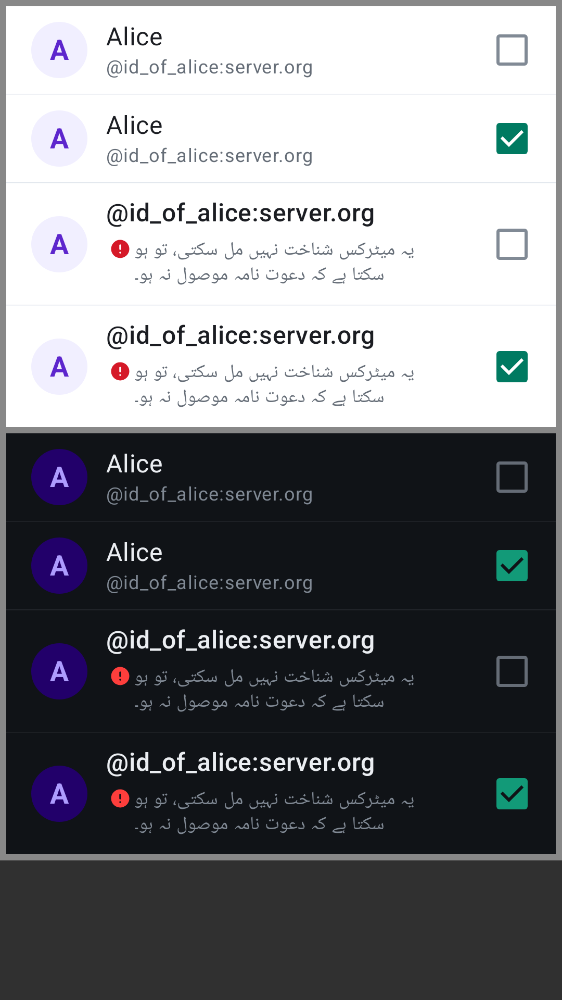 A
Alice
@id_of_alice:server.org
A
Alice
@id_of_alice:server.org
A
@id_of_alice:server.org
یہ میٹرکس شناخت نہیں مل سکتی، تو ہو
سکتا ہے کہ دعوت نامہ موصول نہ ہو۔
A
@id_of_alice:server.org
یہ میٹرکس شناخت نہیں مل سکتی، تو ہو
سکتا ہے کہ دعوت نامہ موصول نہ ہو۔
A
Alice
@id_of_alice:server.org
A
Alice
@id_of_alice:server.org
A
@id_of_alice:server.org
یہ میٹرکس شناخت نہیں مل سکتی، تو ہو
سکتا ہے کہ دعوت نامہ موصول نہ ہو۔
A
@id_of_alice:server.org
یہ میٹرکس شناخت نہیں مل سکتی، تو ہو
سکتا ہے کہ دعوت نامہ موصول نہ ہو۔